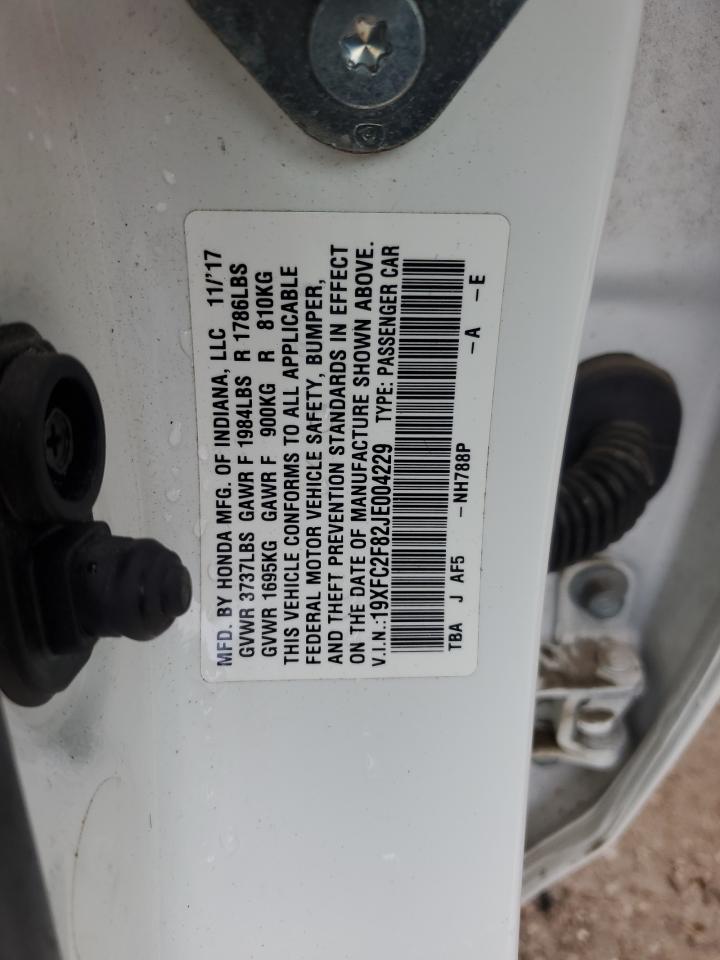 MFD. BY HONDA MFG. OF INDIANA, LLC 11/'17
GVWR 3737LBS GAWR F 1984LBS R 1786LBS
GVWR 1695KG GAWR F 900KG R 810KG
THIS VEHICLE CONFORMS TO ALL APPLICABLE
FEDERAL MOTOR VEHICLE SAFETY, BUMPER,
AND THEFT PREVENTION STANDARDS IN EFFECT
ON THE DATE OF MANUFACTURE SHOWN ABOVE.
V.I.N.:19XFC2F82JE004229 TYPE: PASSENGER CAR
TBA J AF5 -NH788P -A -E